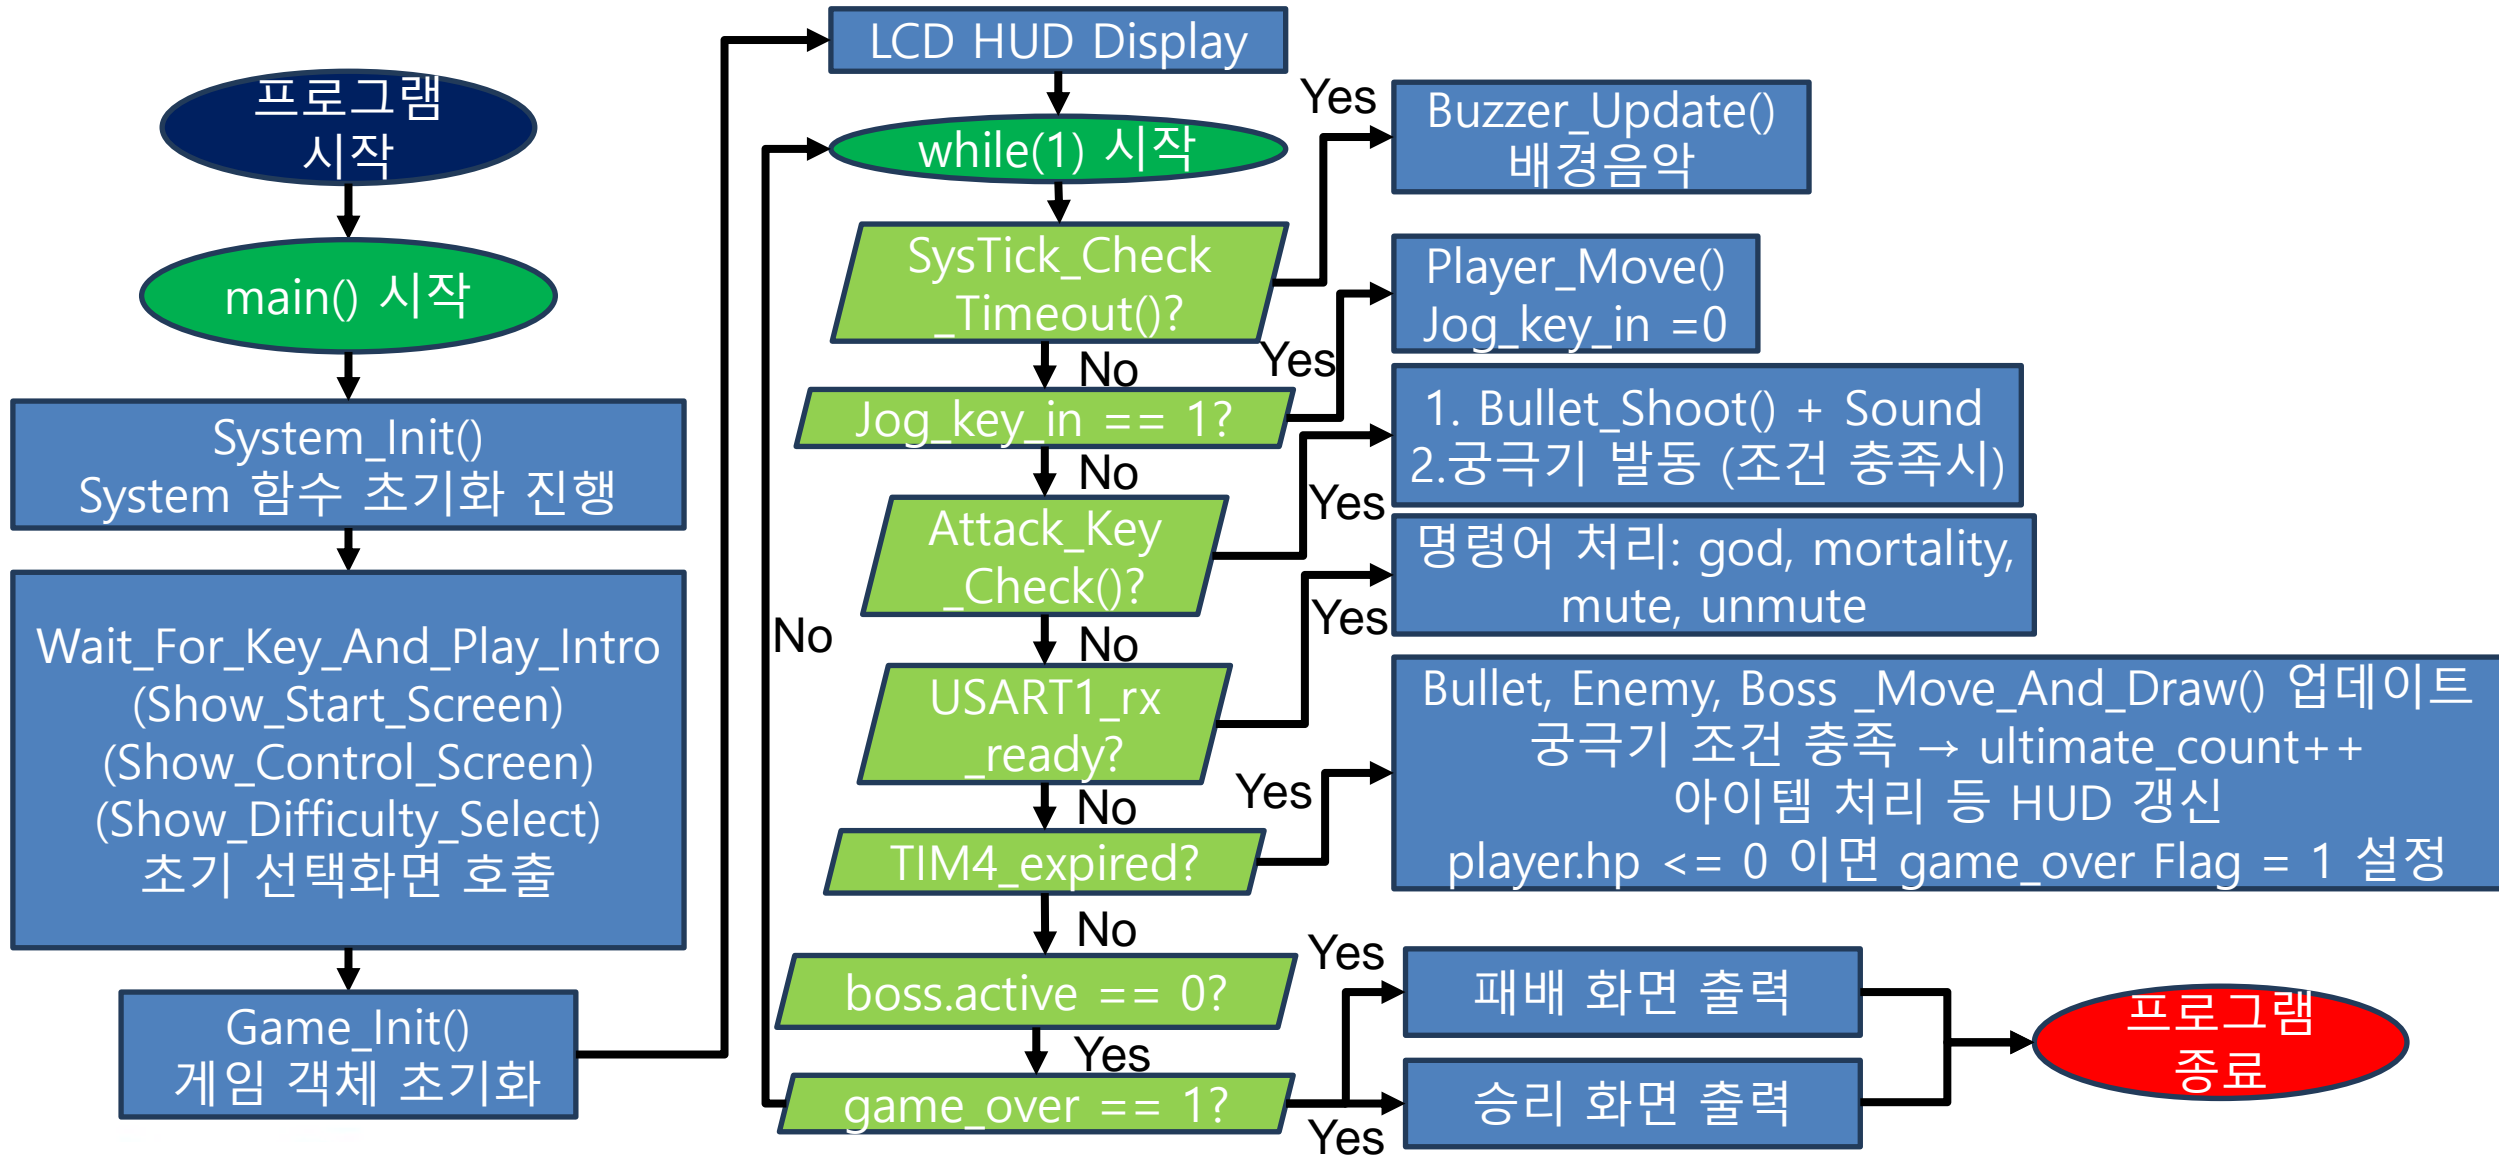 프로그램
시작
main() 시작
System_Init()
System 함수 초기화 진행
Wait_For_Key_And_Play_Intro
(Show_Start_Screen)
(Show_Control_Screen)
(Show_Difficulty_Select)
초기 선택화면 호출
Game_Init()
게임 객체 초기화
LCD HUD Display
while(1) 시작
SysTick_Check
_Timeout()?
Yes
Buzzer_Update()
배경음악
No
Jog_key_in == 1?
Yes
Player_Move()
Jog_key_in =0
No
Attack_Key
_Check()?
Yes
1. Bullet_Shoot() + Sound
2.궁극기 발동 (조건 충족시)
No
USART1_rx
_ready?
Yes
명령어 처리: god, mortality,
mute, unmute
No
TIM4_expired?
Yes
Bullet, Enemy, Boss _Move_And_Draw() 업데이트
궁극기 조건 충족 → ultimate_count++
아이템 처리 등 HUD 갱신
player.hp <= 0 이면 game_over Flag = 1 설정
No
boss.active == 0?
Yes
game_over == 1?
No
Yes
패배 화면 출력
Yes
승리 화면 출력
프로그램
종료